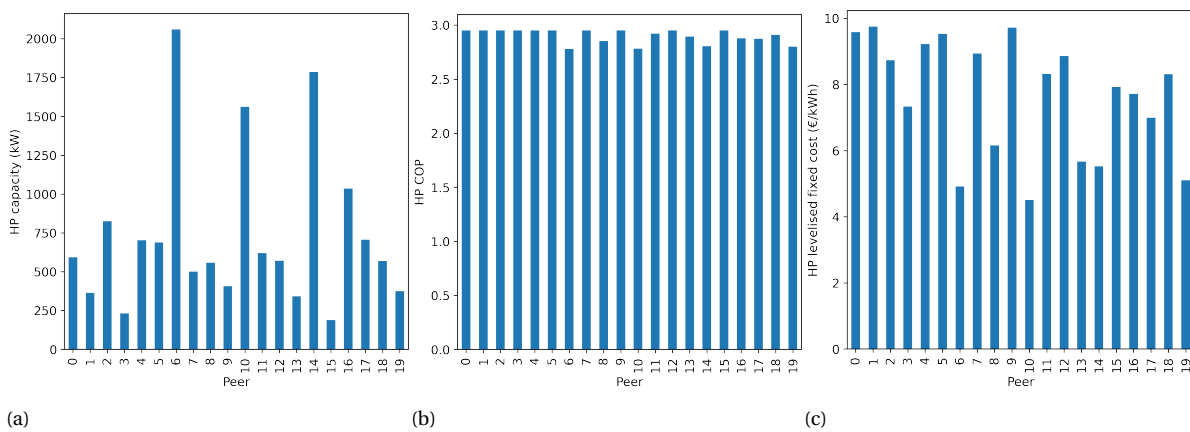 HP capacity (kW)
2000
1750
1500
1250
1000
750
500
250
0
0 1 2 3 4 5 6 7 8 9 10 11 12 13 14 15 16 17 18 19
Peer
(a)
HP COP
3.0
2.5
2.0
1.5
1.0
0.5
0.0
0 1 2 3 4 5 6 7 8 9 10 11 12 13 14 15 16 17 18 19
Peer
(b)
HP levelised fixed cost (€/kWh)
10
8
6
4
2
0
0 1 2 3 4 5 6 7 8 9 10 11 12 13 14 15 16 17 18 19
Peer
(c)